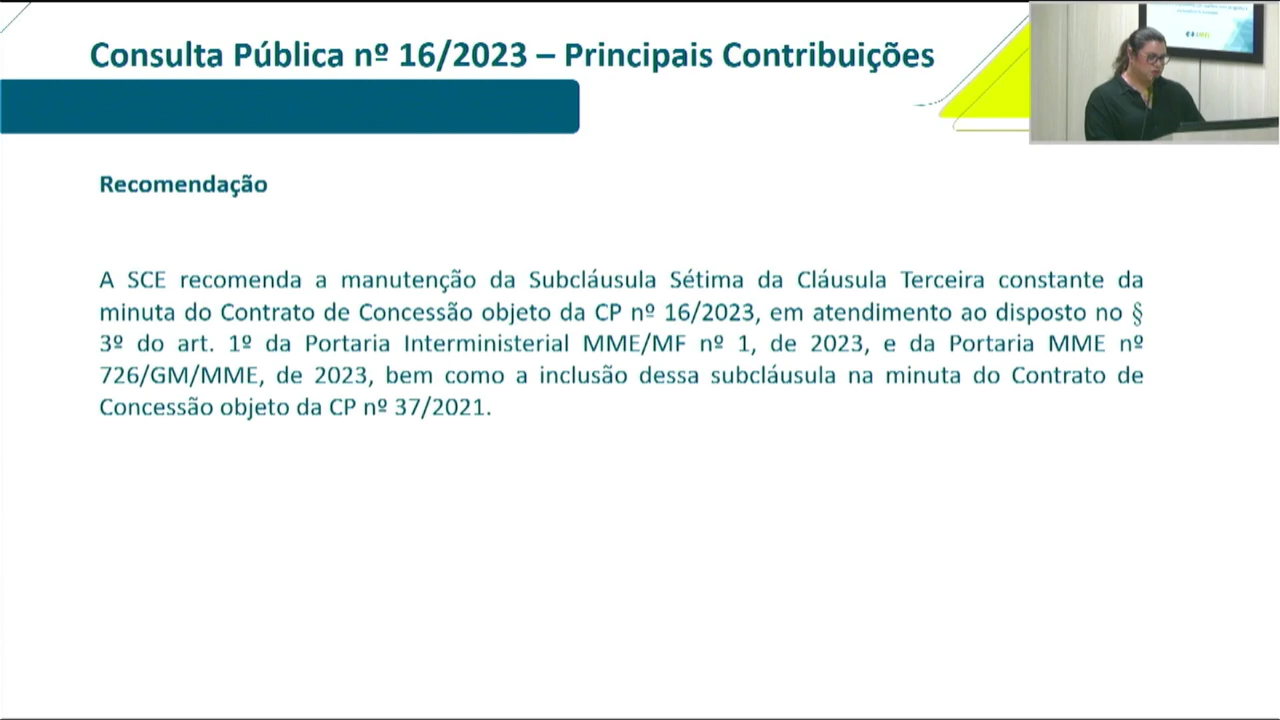 Consulta Pública nº 16/2023 – Principais Contribuições
Recomendação
A SCE recomenda a manutenção da Subcláusula Sétima da Cláusula Terceira constante da
minuta do Contrato de Concessão objeto da CP nº 16/2023, em atendimento ao disposto no §
3º do art. 1º da Portaria Interministerial MME/MF nº 1, de 2023, e da Portaria MME nº
726/GM/MME, de 2023, bem como a inclusão dessa subcláusula na minuta do Contrato de
Concessão objeto da CP nº 37/2021.